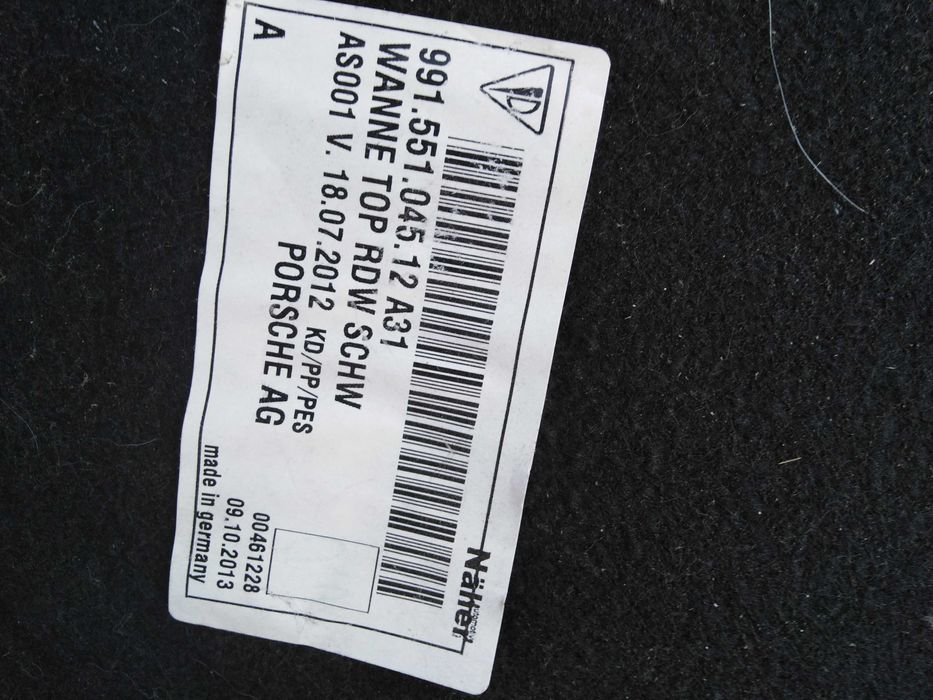 Näher
AUTOMOTIVE
991.551.045.12 A31
WANNE TOP RDW SCHW
AS001 V. 18.07.2012 KD/PP/PES
PORSCHE AG
A
00461228
09.10.2013
made in germany